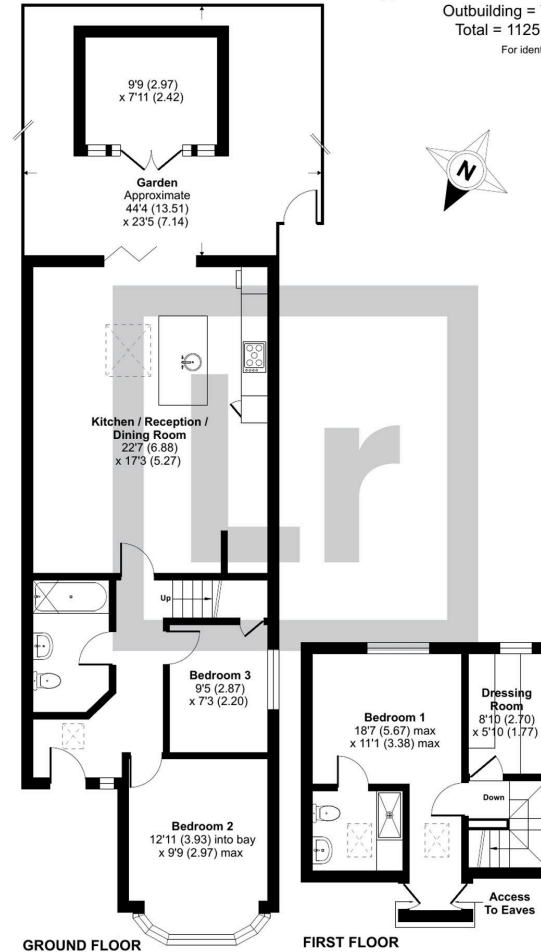 Outbuilding =
Total = 1125
For ident
9'9 (2.97)
x 7'11 (2.42)
N
Garden
Approximate
44'4 (13.51)
x 23'5 (7.14)
Kitchen / Reception /
Dining Room
22'7 (6.88)
x 17'3 (5.27)
Lr
Up
Bedroom 3
9'5 (2.87)
x 7'3 (2.20)
Bedroom 2
12'11 (3.93) into bay
x 9'9 (2.97) max
GROUND FLOOR
Bedroom 1
18'7 (5.67) max
x 11'1 (3.38) max
Dressing
Room
8'10 (2.70)
x 5'10 (1.77)
Down
Access
To Eaves
FIRST FLOOR